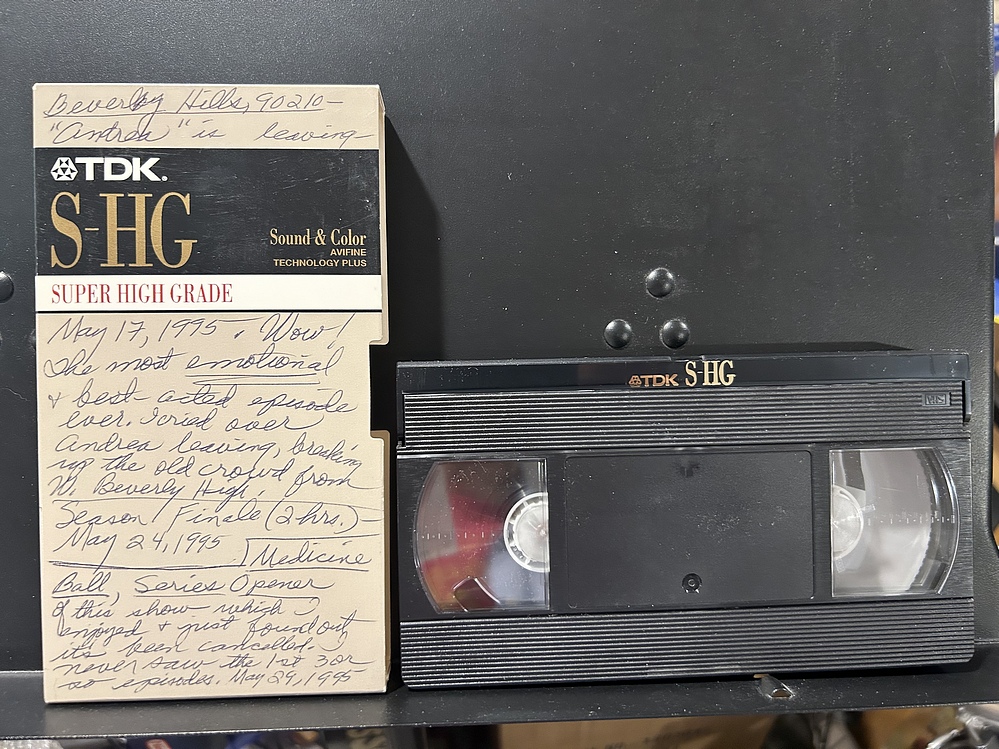 Beverly Hills, 90210-
"Andrea" is leaving
TDK.
S-HG
Sound & Color
AVIFINE
TECHNOLOGY PLUS
SUPER HIGH GRADE
May 17, 1995. Wow!
The most emotional
& best-acted episode
ever. I cried over
Andrea leaving, breaking
up the old crowd from
W. Beverly High.
Season Finale (2 hrs.)-
May 24, 1995
Medicine
Ball, Series Opener
of this show which I
enjoyed & just found out
it's been cancelled. I
never saw the 1st 3 or
so episodes. May 29, 1995
TDK S-HG
VHS